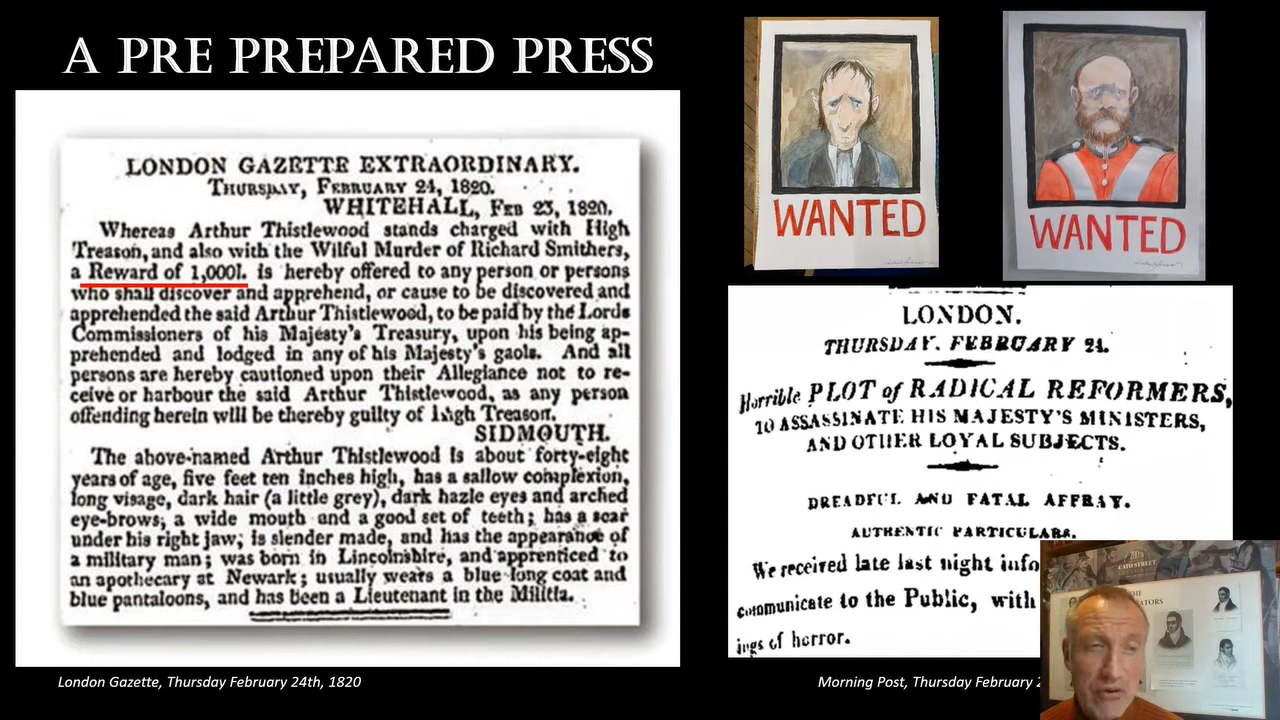 A PRE PREPARED PRESS
LONDON GAZETTE EXTRAORDINARY.
THURSDAY, FEBRUARY 24, 1820.
WHITEHALL, FEB 23, 1820.
Whereas Arthur Thistlewood stands charged with High
Treason, and also with the Wilful Murder of Richard Smithers,
a Reward of 1,000l. is hereby offered to any person or persons
who shall discover and apprehend, or cause to be discovered and
apprehended the said Arthur Thistlewood, to be paid by the Lords
Commissioners of his Majesty's Treasury, upon his being ap-
prehended and lodged in any of his Majesty's gaols. And all
persons are hereby cautioned upon their Allegiance not to re-
ceive or harbour the said Arthur Thistlewood, as any person
offending herein will be thereby guilty of High Treason.
SIDMOUTH.
The above-named Arthur Thistlewood is about forty-eight
years of age, five feet ten inches high, has a sallow complexion,
long visage, dark hair (a little grey), dark hazle eyes and arched
eye-brows; a wide mouth and a good set of teeth; has a scar
under his right jaw; is slender made, and has the appearance of
a military man; was born in Lincolnshire, and apprenticed to
an apothecary at Newark; usually wears a blue long coat and
blue pantaloons, and has been a Lieutenant in the Militia.
London Gazette, Thursday February 24th, 1820
WANTED
WANTED
LONDON.
THURSDAY, FEBRUARY 24.
Horrible PLOT of RADICAL REFORMERS,
TO ASSASSINATE HIS MAJESTY'S MINISTERS,
AND OTHER LOYAL SUBJECTS.
DREADFUL AND FATAL AFFRAY.
AUTHENTIC PARTICULARS.
We received late last night info
communicate to the Public, with
ings of horror.
Morning Post, Thursday February 2
CATO STREET
THE